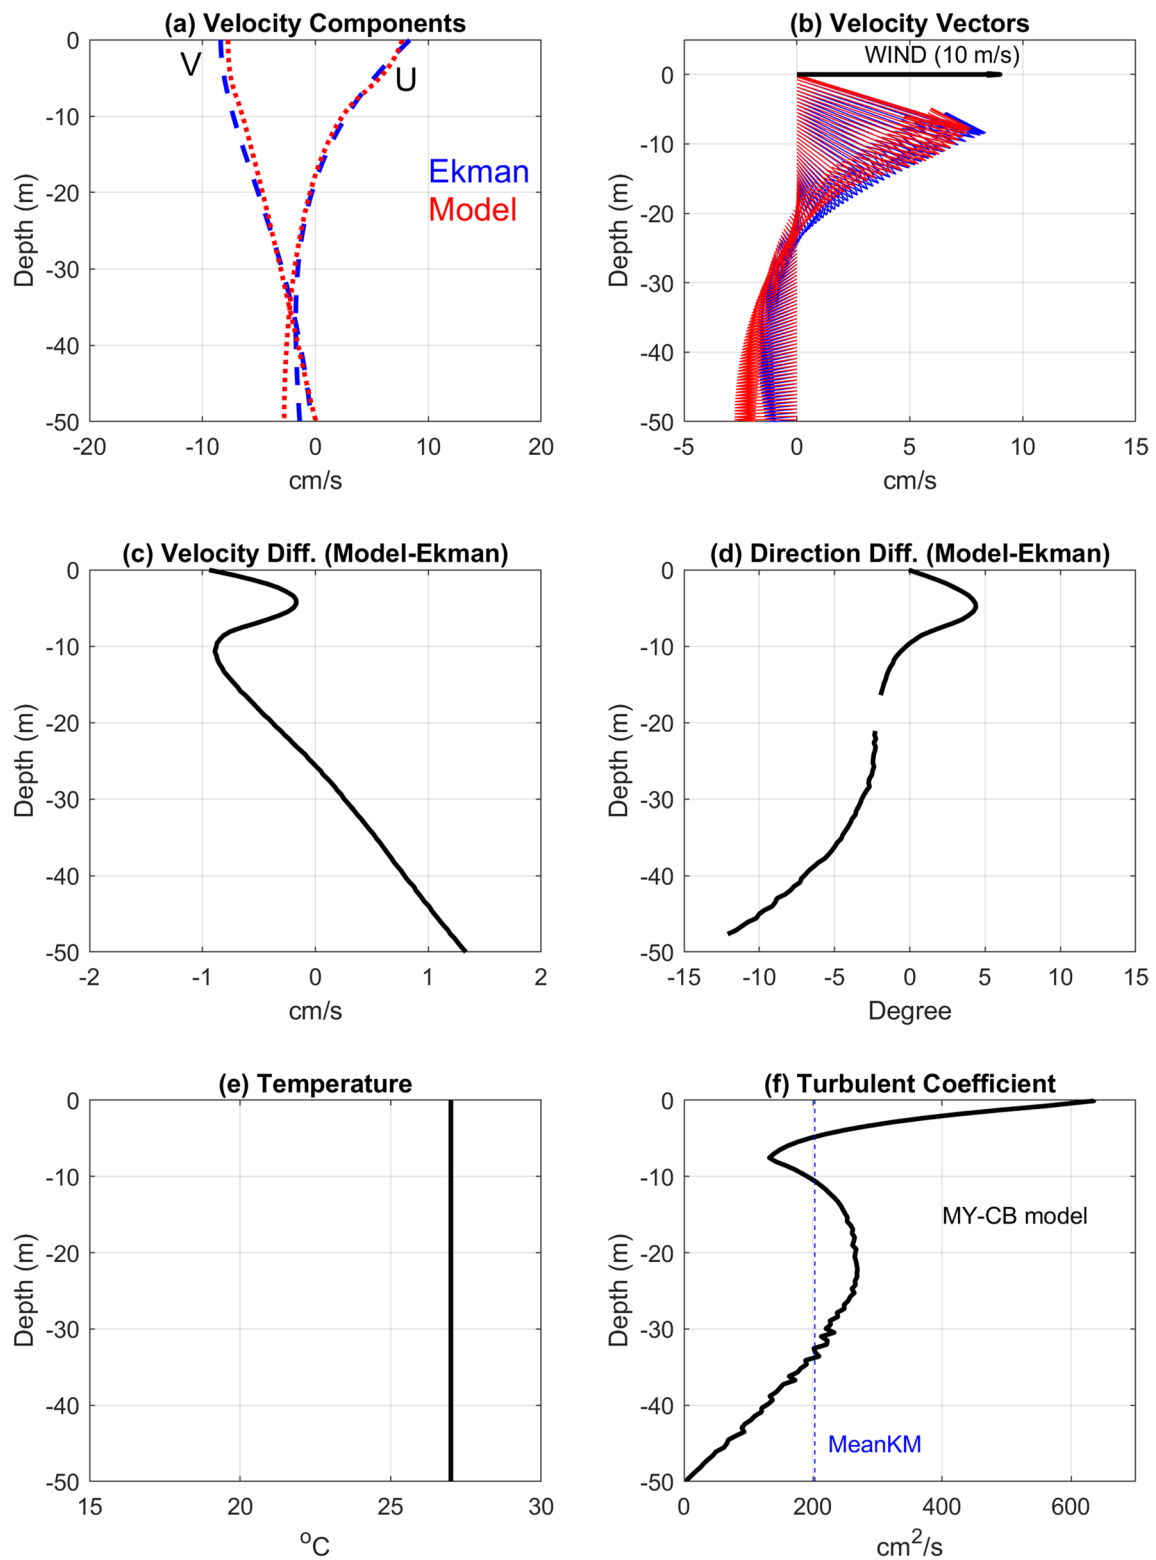 (a) Velocity Components
0
-10
-20
-30
-40
-50
Depth (m)
V
U
Ekman
Model
-20 -10 0 10 20
cm/s
(b) Velocity Vectors
WIND (10 m/s)
0
-10
-20
-30
-40
-50
Depth (m)
-5 0 5 10 15
cm/s
(c) Velocity Diff. (Model-Ekman)
0
-10
-20
-30
-40
-50
Depth (m)
-2 -1 0 1 2
cm/s
(d) Direction Diff. (Model-Ekman)
0
-10
-20
-30
-40
-50
Depth (m)
-15 -10 -5 0 5 10 15
Degree
(e) Temperature
0
-10
-20
-30
-40
-50
Depth (m)
15 20 25 30
°C
(f) Turbulent Coefficient
0
-10
-20
-30
-40
-50
Depth (m)
MY-CB model
MeanKM
0 200 400 600
cm²/s